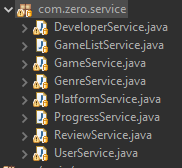 com.zero.service
DeveloperService.java
GameListService.java
GameService.java
GenreService.java
PlatformService.java
ProgressService.java
ReviewService.java
UserService.java